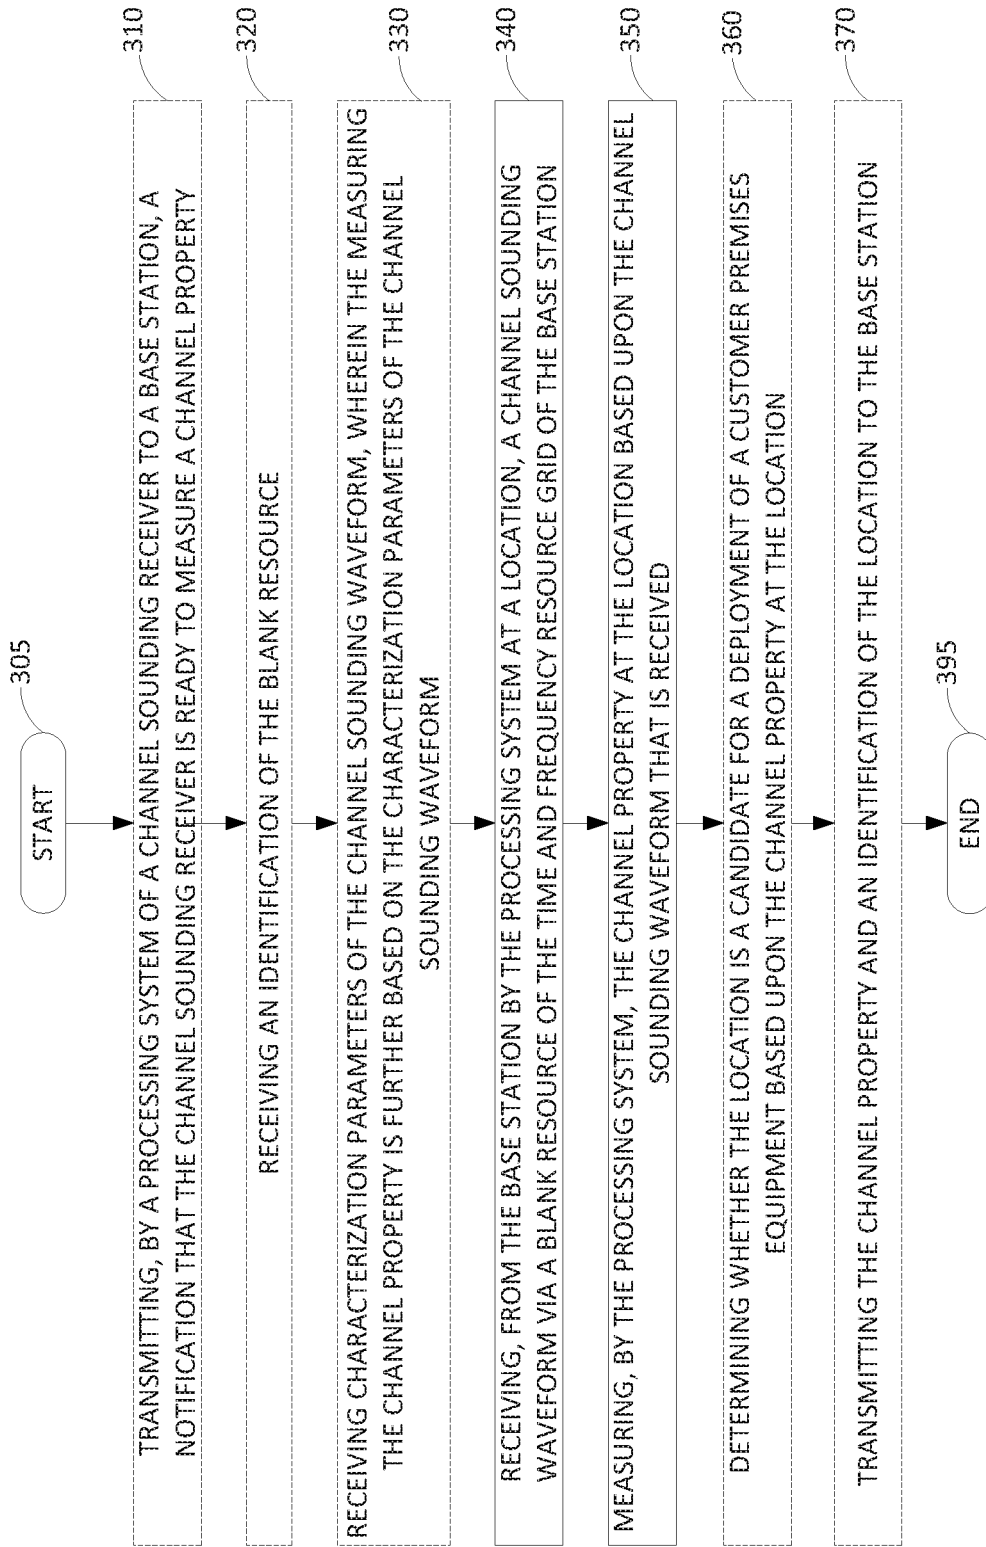 305
START
310
TRANSMITTING, BY A PROCESSING SYSTEM OF A CHANNEL SOUNDING RECEIVER TO A BASE STATION, A
NOTIFICATION THAT THE CHANNEL SOUNDING RECEIVER IS READY TO MEASURE A CHANNEL PROPERTY
320
RECEIVING AN IDENTIFICATION OF THE BLANK RESOURCE
330
RECEIVING CHARACTERIZATION PARAMETERS OF THE CHANNEL SOUNDING WAVEFORM, WHEREIN THE MEASURING
THE CHANNEL PROPERTY IS FURTHER BASED ON THE CHARACTERIZATION PARAMETERS OF THE CHANNEL
SOUNDING WAVEFORM
340
RECEIVING, FROM THE BASE STATION BY THE PROCESSING SYSTEM AT A LOCATION, A CHANNEL SOUNDING
WAVEFORM VIA A BLANK RESOURCE OF THE TIME AND FREQUENCY RESOURCE GRID OF THE BASE STATION
350
MEASURING, BY THE PROCESSING SYSTEM, THE CHANNEL PROPERTY AT THE LOCATION BASED UPON THE CHANNEL
SOUNDING WAVEFORM THAT IS RECEIVED
360
DETERMINING WHETHER THE LOCATION IS A CANDIDATE FOR A DEPLOYMENT OF A CUSTOMER PREMISES
EQUIPMENT BASED UPON THE CHANNEL PROPERTY AT THE LOCATION
370
TRANSMITTING THE CHANNEL PROPERTY AND AN IDENTIFICATION OF THE LOCATION TO THE BASE STATION
395
END